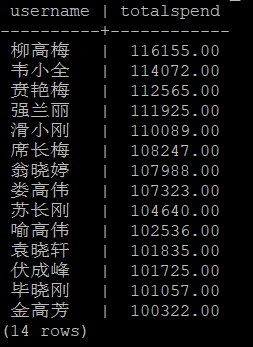 username | totalspend
----------+------------
柳高梅 | 116155.00
韦小全 | 114072.00
贲艳梅 | 112565.00
强兰丽 | 111925.00
滑小刚 | 110089.00
席长梅 | 108247.00
翁晓婷 | 107988.00
娄高伟 | 107323.00
苏长刚 | 104640.00
喻高伟 | 102536.00
袁晓轩 | 101835.00
伏成峰 | 101725.00
毕晓刚 | 101057.00
金高芳 | 100322.00
(14 rows)